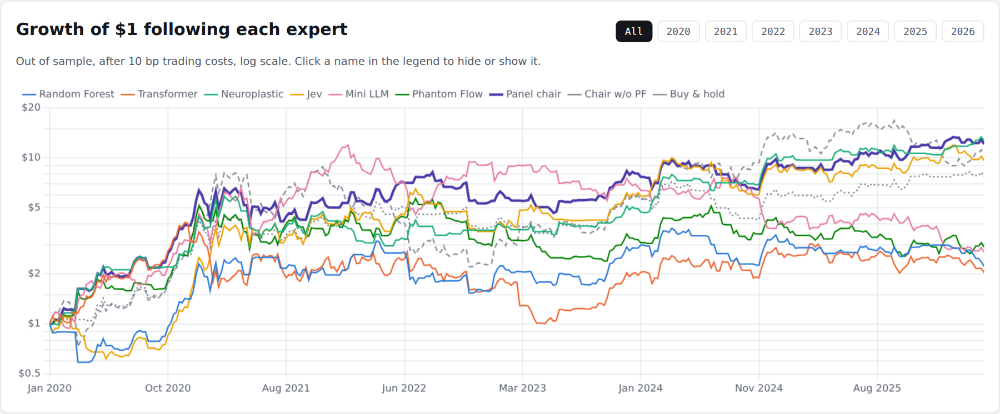 Growth of $1 following each expert
All 2020 2021 2022 2023 2024 2025 2026
Out of sample, after 10 bp trading costs, log scale. Click a name in the legend to hide or show it.
Random Forest Transformer Neuroplastic Jev Mini LLM Phantom Flow Panel chair Chair w/o PF Buy & hold
$20
$10
$5
$2
$1
$0.5
Jan 2020 Oct 2020 Aug 2021 Jun 2022 Mar 2023 Jan 2024 Nov 2024 Aug 2025